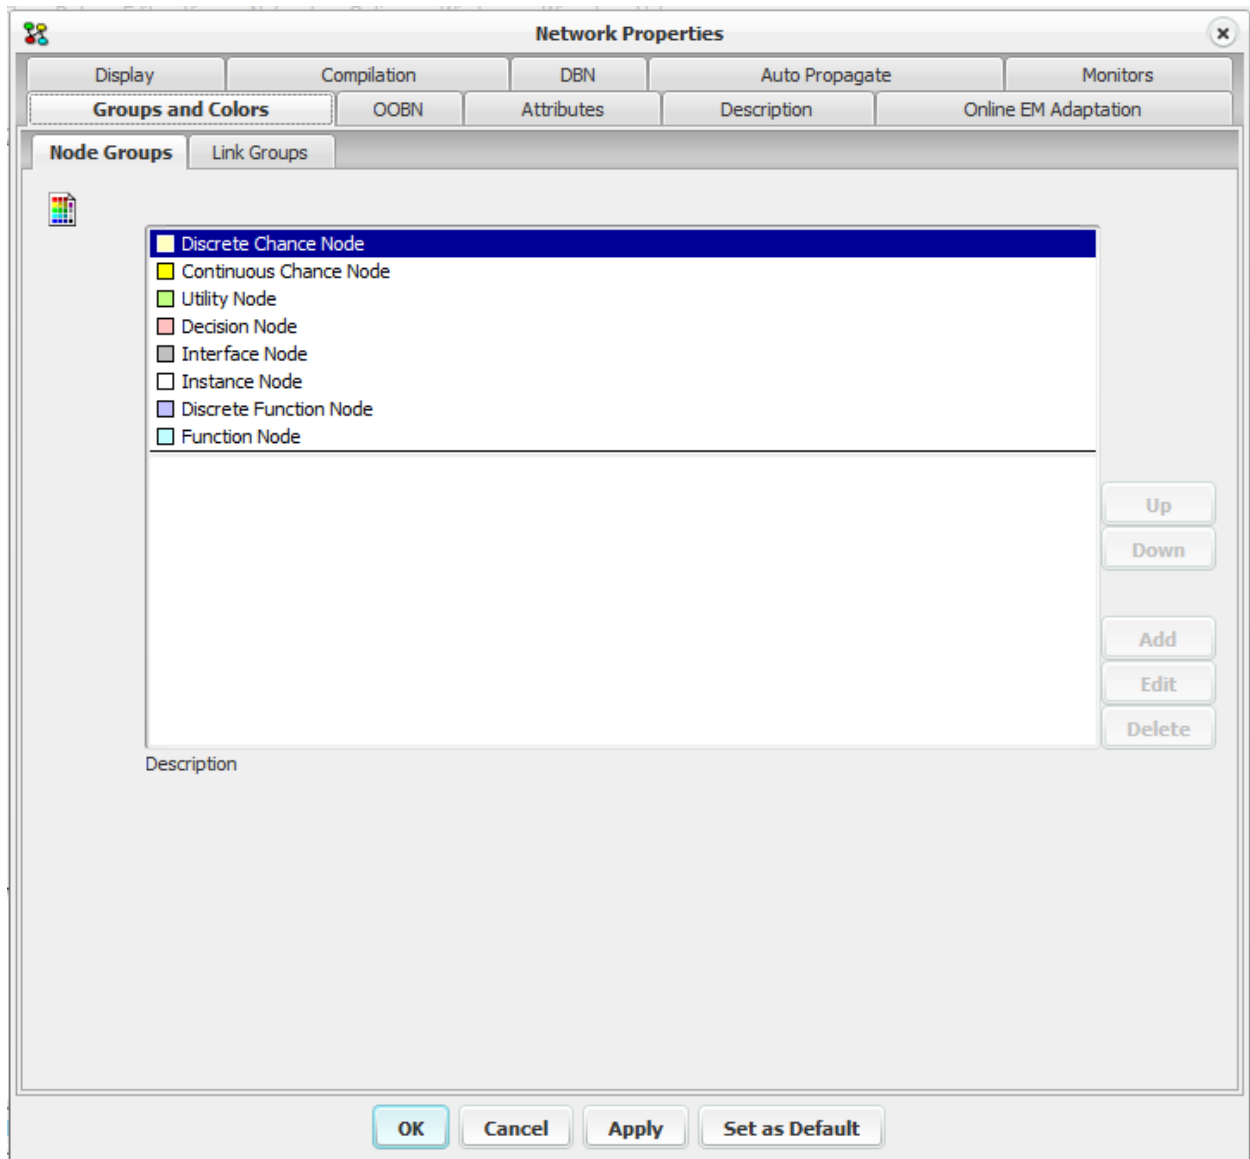 Network Properties
Display Compilation DBN Auto Propagate Monitors
Groups and Colors OOBN Attributes Description Online EM Adaptation
Node Groups Link Groups
Discrete Chance Node
Continuous Chance Node
Utility Node
Decision Node
Interface Node
Instance Node
Discrete Function Node
Function Node
Up
Down
Add
Edit
Delete
Description
OK Cancel Apply Set as Default